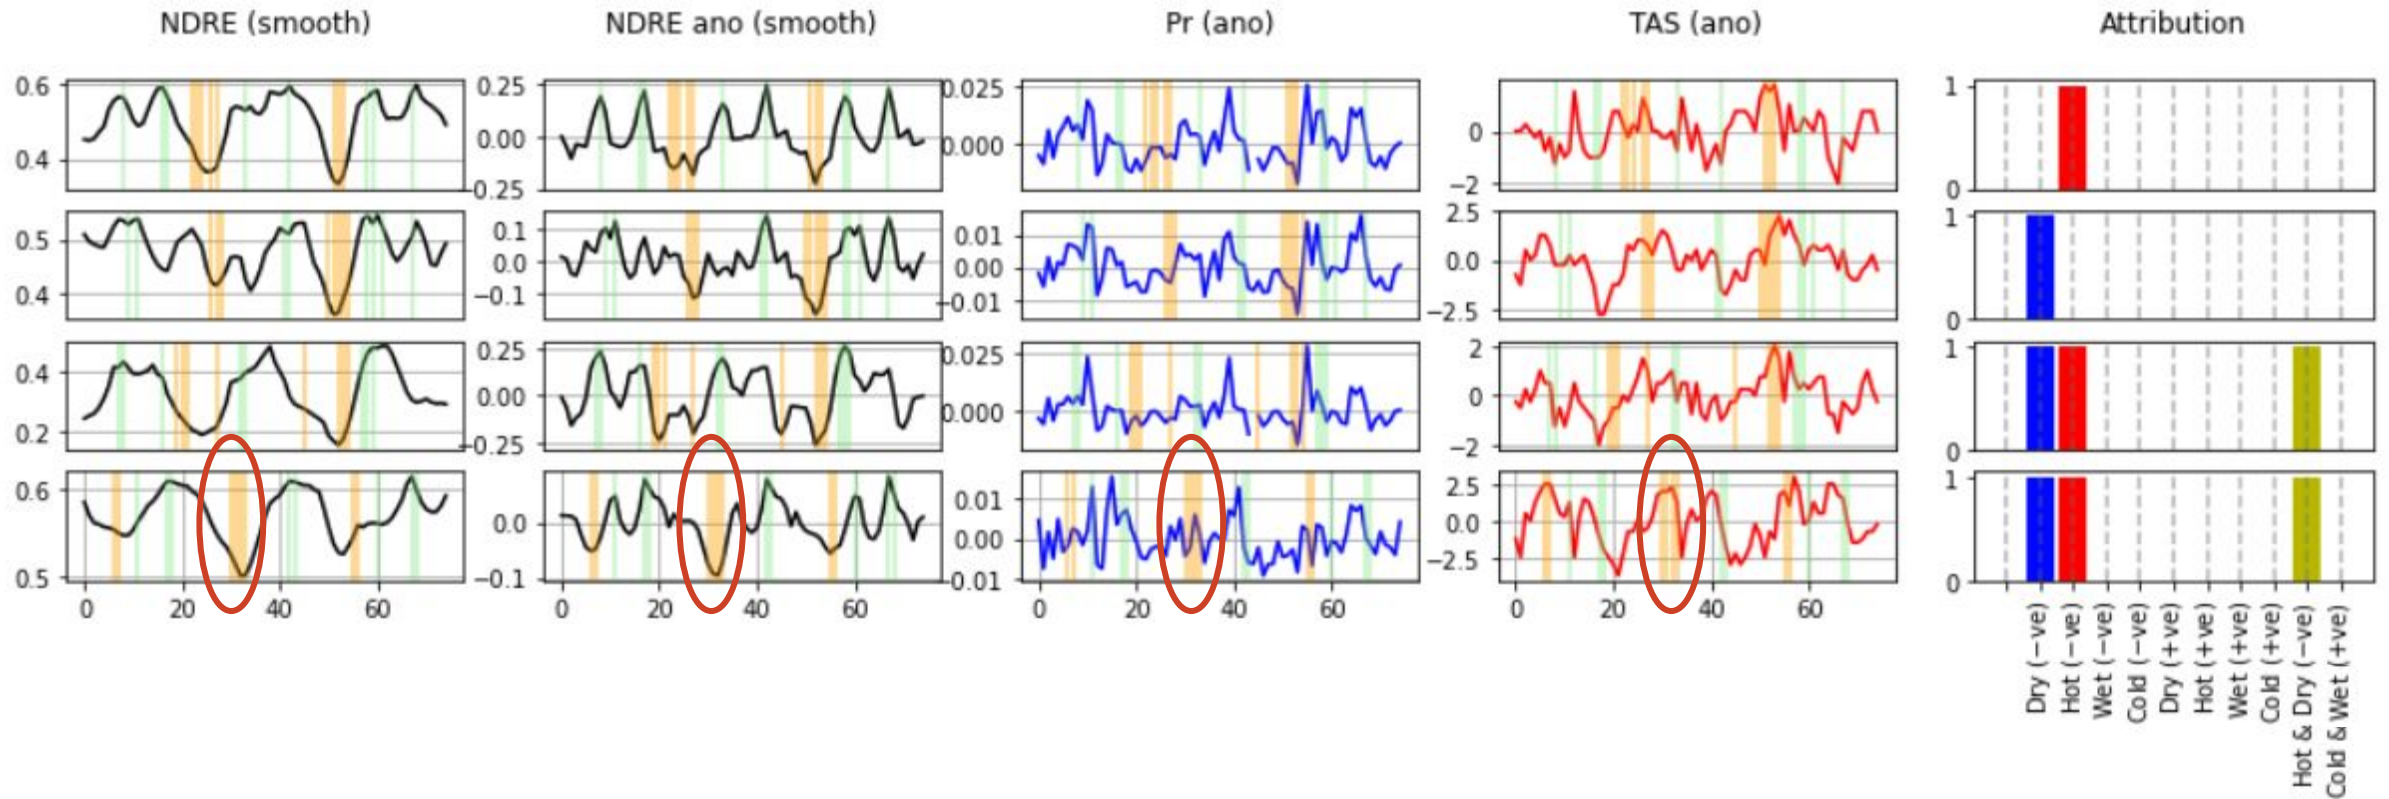 NDRE (smooth) NDRE ano (smooth) Pr (ano) TAS (ano) Attribution
0.6 0.25 0.025 1
0.00 0.000 0
0.4 −0.25 −2 0
0.5 0.1 0.01 2.5 1
0.0 0.00 0.0
0.4 −0.1 −0.01 −2.5 0
0.4 0.25 0.025 2 1
0.00 0.000 0
0.2 −0.25 −2 0
0.6 0.0 0.01 2.5 1
0.00 0.0
0.5 −0.1 −0.01 −2.5 0
0 20 40 60 0 20 40 60 0 20 40 60 0 20 40 60
Dry (−ve)
Hot (−ve)
Wet (−ve)
Cold (−ve)
Dry (+ve)
Hot (+ve)
Wet (+ve)
Cold (+ve)
Hot & Dry (−ve)
Cold & Wet (+ve)